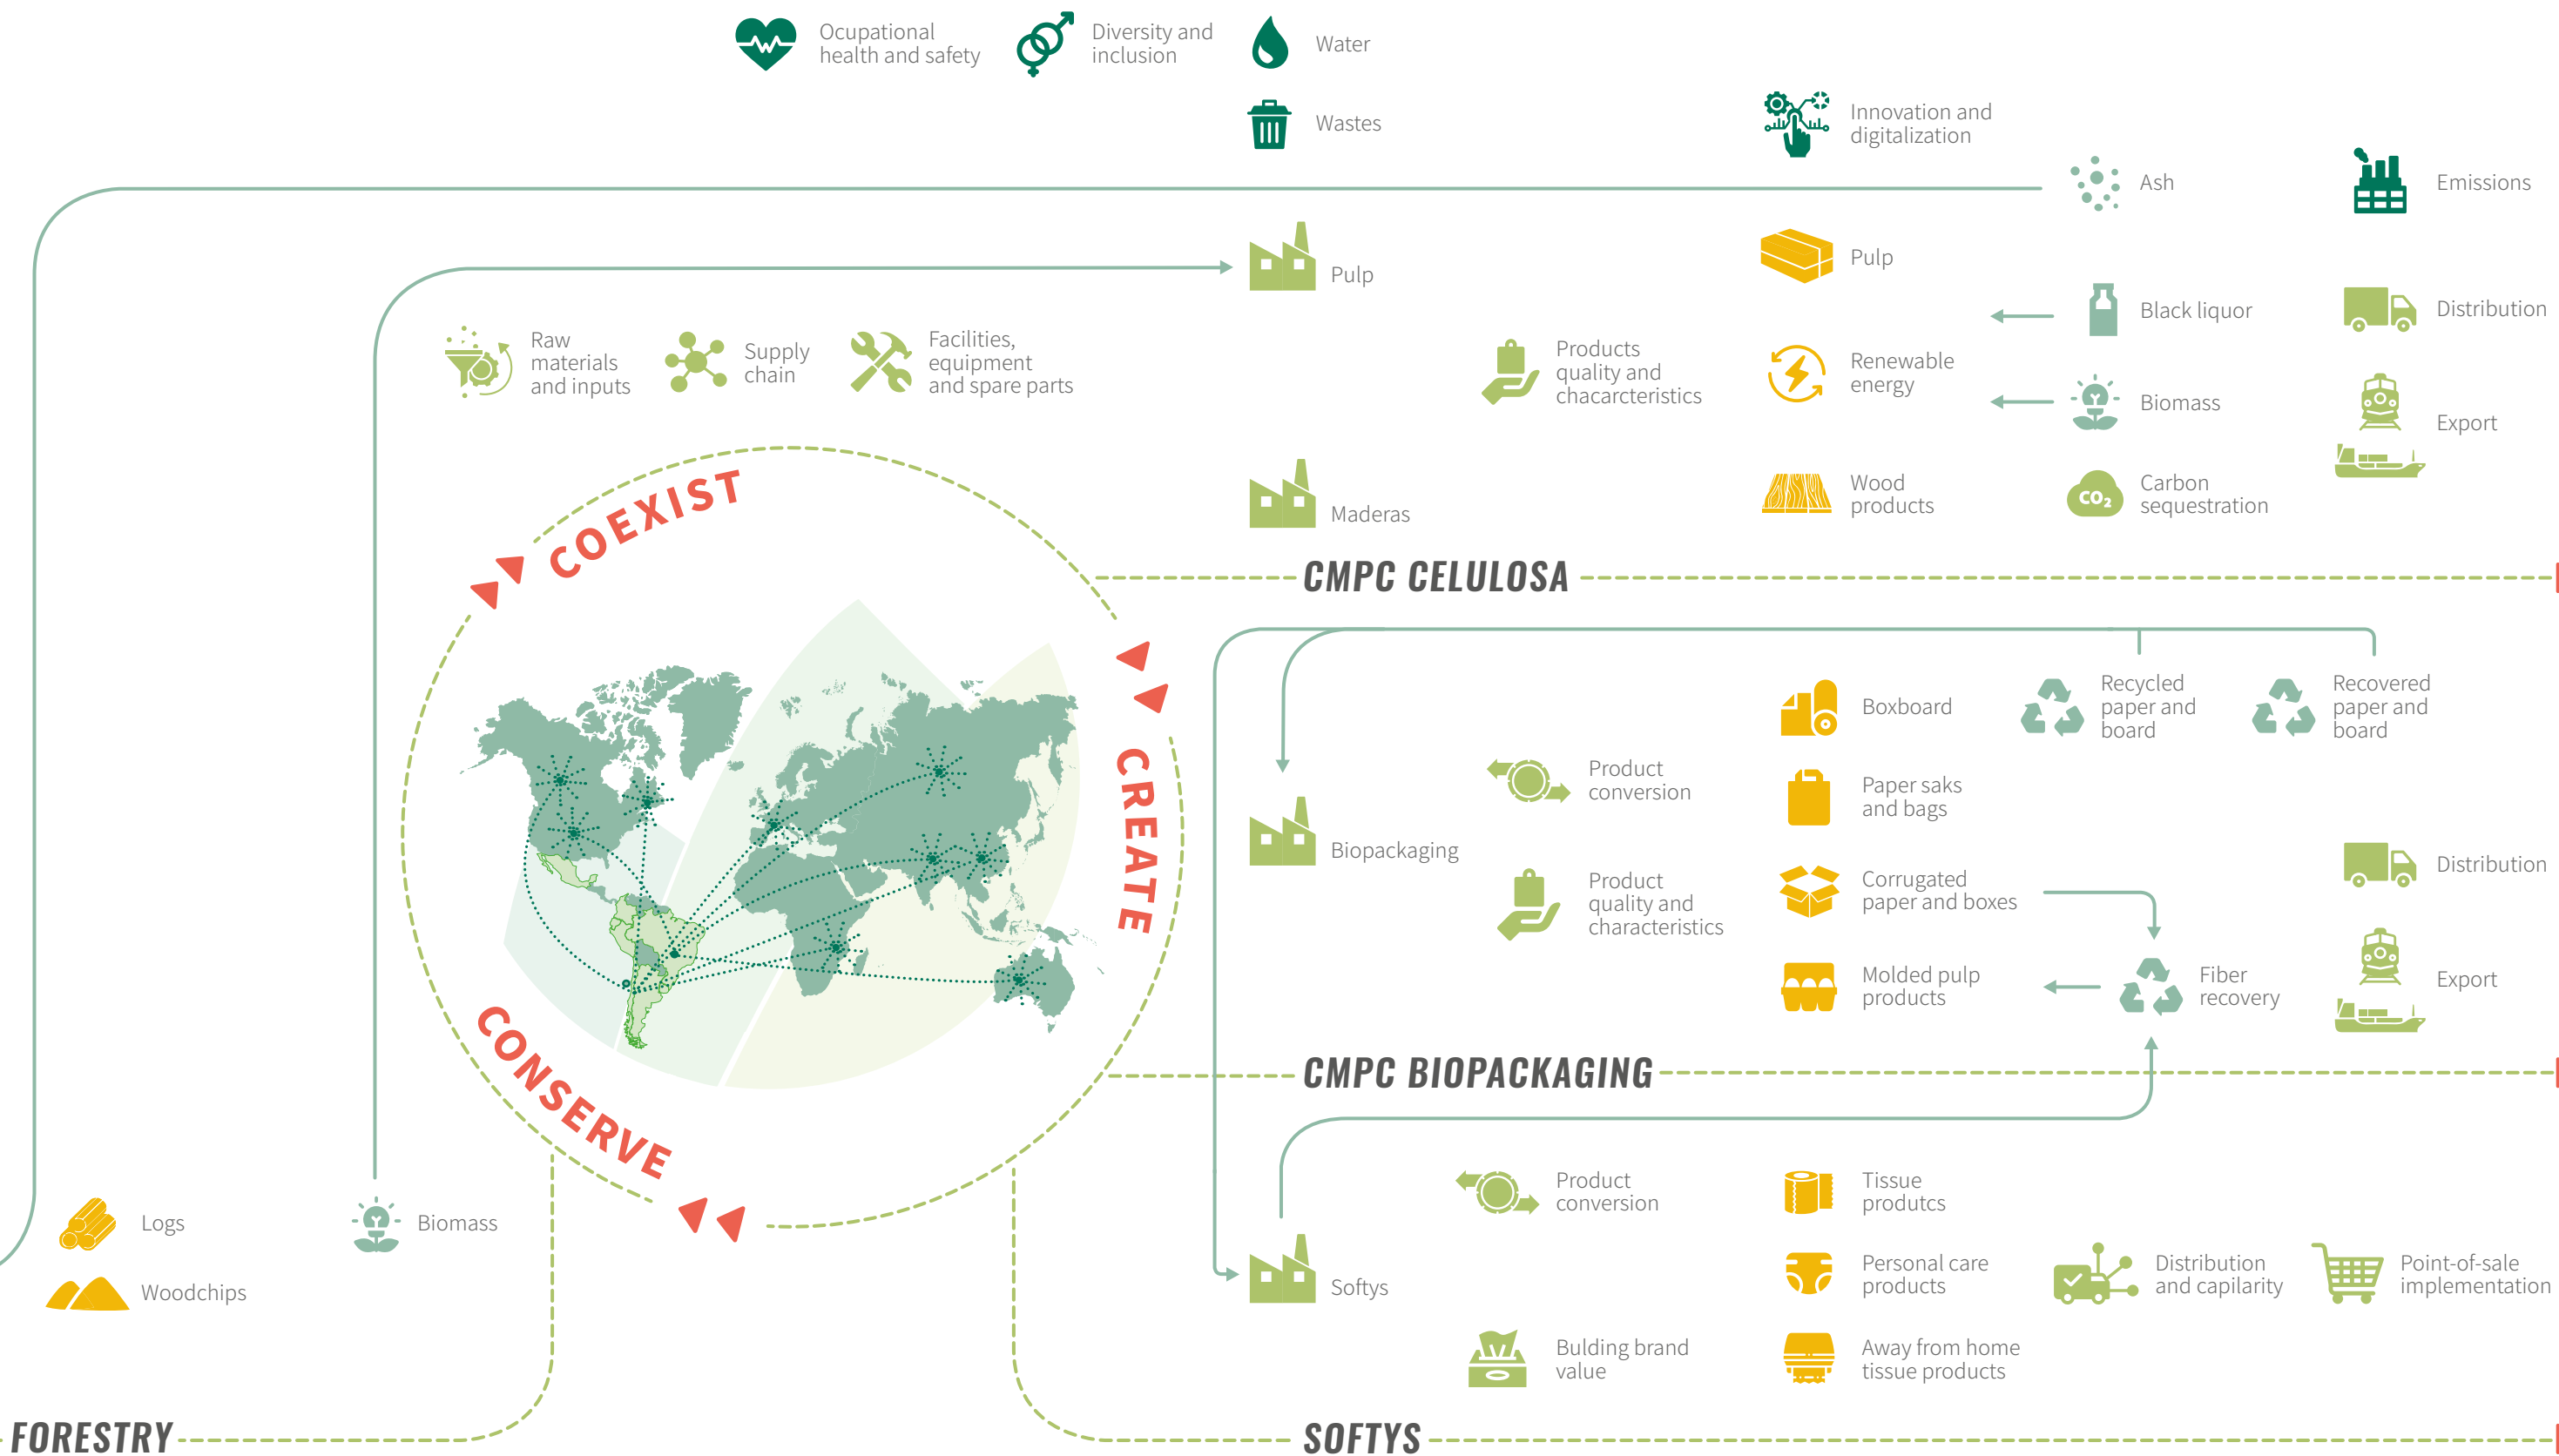 Ocupational
health and safety
Diversity and
inclusion
Water
Wastes
Innovation and
digitalization
Ash
Emissions
Pulp
Pulp
Black liquor
Distribution
Raw
materials
and inputs
Supply
chain
Facilities,
equipment
and spare parts
Products
quality and
chacarcteristics
Renewable
energy
Biomass
Export
Maderas
Wood
products
CO2
Carbon
sequestration
COEXIST
CREATE
CONSERVE
CMPC CELULOSA
Boxboard
Recycled
paper and
board
Recovered
paper and
board
Product
conversion
Paper saks
and bags
Biopackaging
Product
quality and
characteristics
Corrugated
paper and boxes
Distribution
Molded pulp
products
Fiber
recovery
Export
CMPC BIOPACKAGING
Logs
Biomass
Woodchips
Product
conversion
Tissue
produtcs
Softys
Personal care
products
Distribution
and capilarity
Point-of-sale
implementation
Bulding brand
value
Away from home
tissue products
FORESTRY
SOFTYS